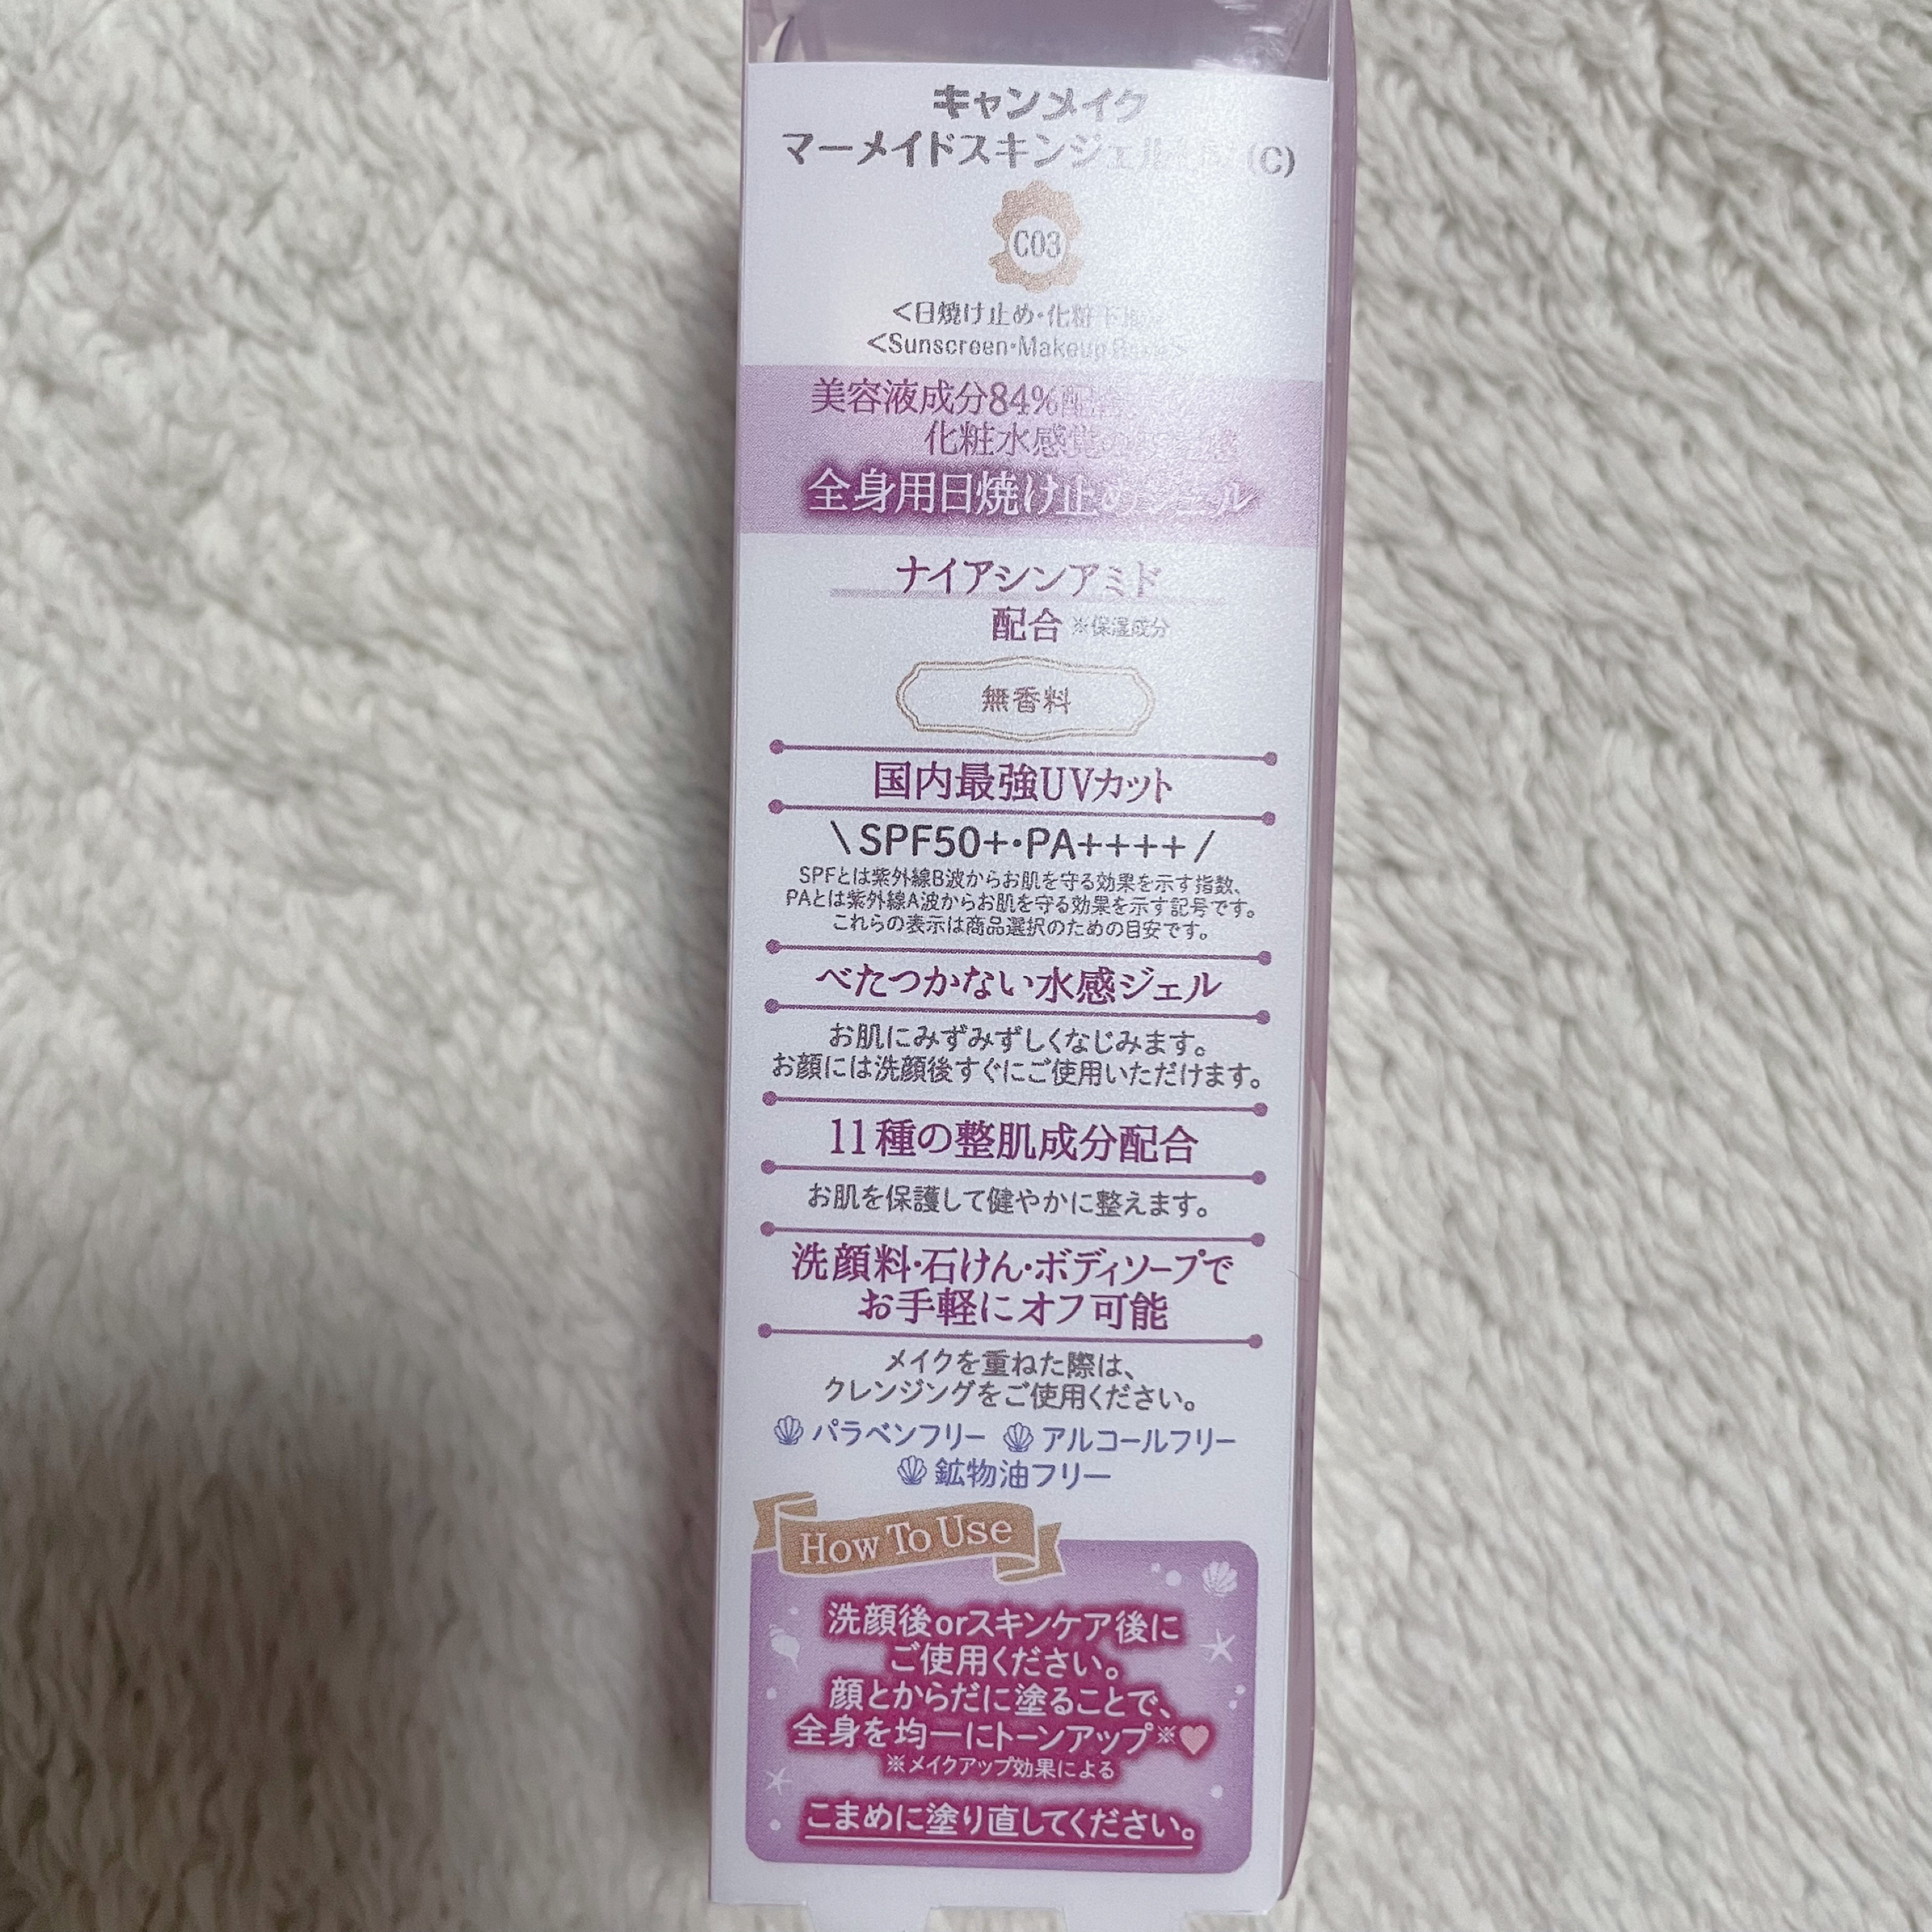 キャンメイク
マーメイドスキンジェル (C)
C03
<日焼け止め・化粧下地
<Sunscreen・Makeup
美容液成分84%配合
化粧水感覚の
全身用日焼け止めジェル
ナイアシンアミド
配合 ※保湿成分
無香料
国内最強UVカット
\SPF50+・PA++++/
SPFとは紫外線B波からお肌を守る効果を示す指数、
PAとは紫外線A波からお肌を守る効果を示す記号です。
これらの表示は商品選択のための目安です。
べたつかない水感ジェル
お肌にみずみずしくなじみます。
お顔には洗顔後すぐにご使用いただけます。
11種の整肌成分配合
お肌を保護して健やかに整えます。
洗顔料・石けん・ボディソープで
お手軽にオフ可能
メイクを重ねた際は、
クレンジングをご使用ください。
パラベンフリー アルコールフリー
鉱物油フリー
How To Use
洗顔後orスキンケア後に
ご使用ください。
顔とからだに塗ることで、
全身を均一にトーンアップ※♥
※メイクアップ効果による
こまめに塗り直してください。